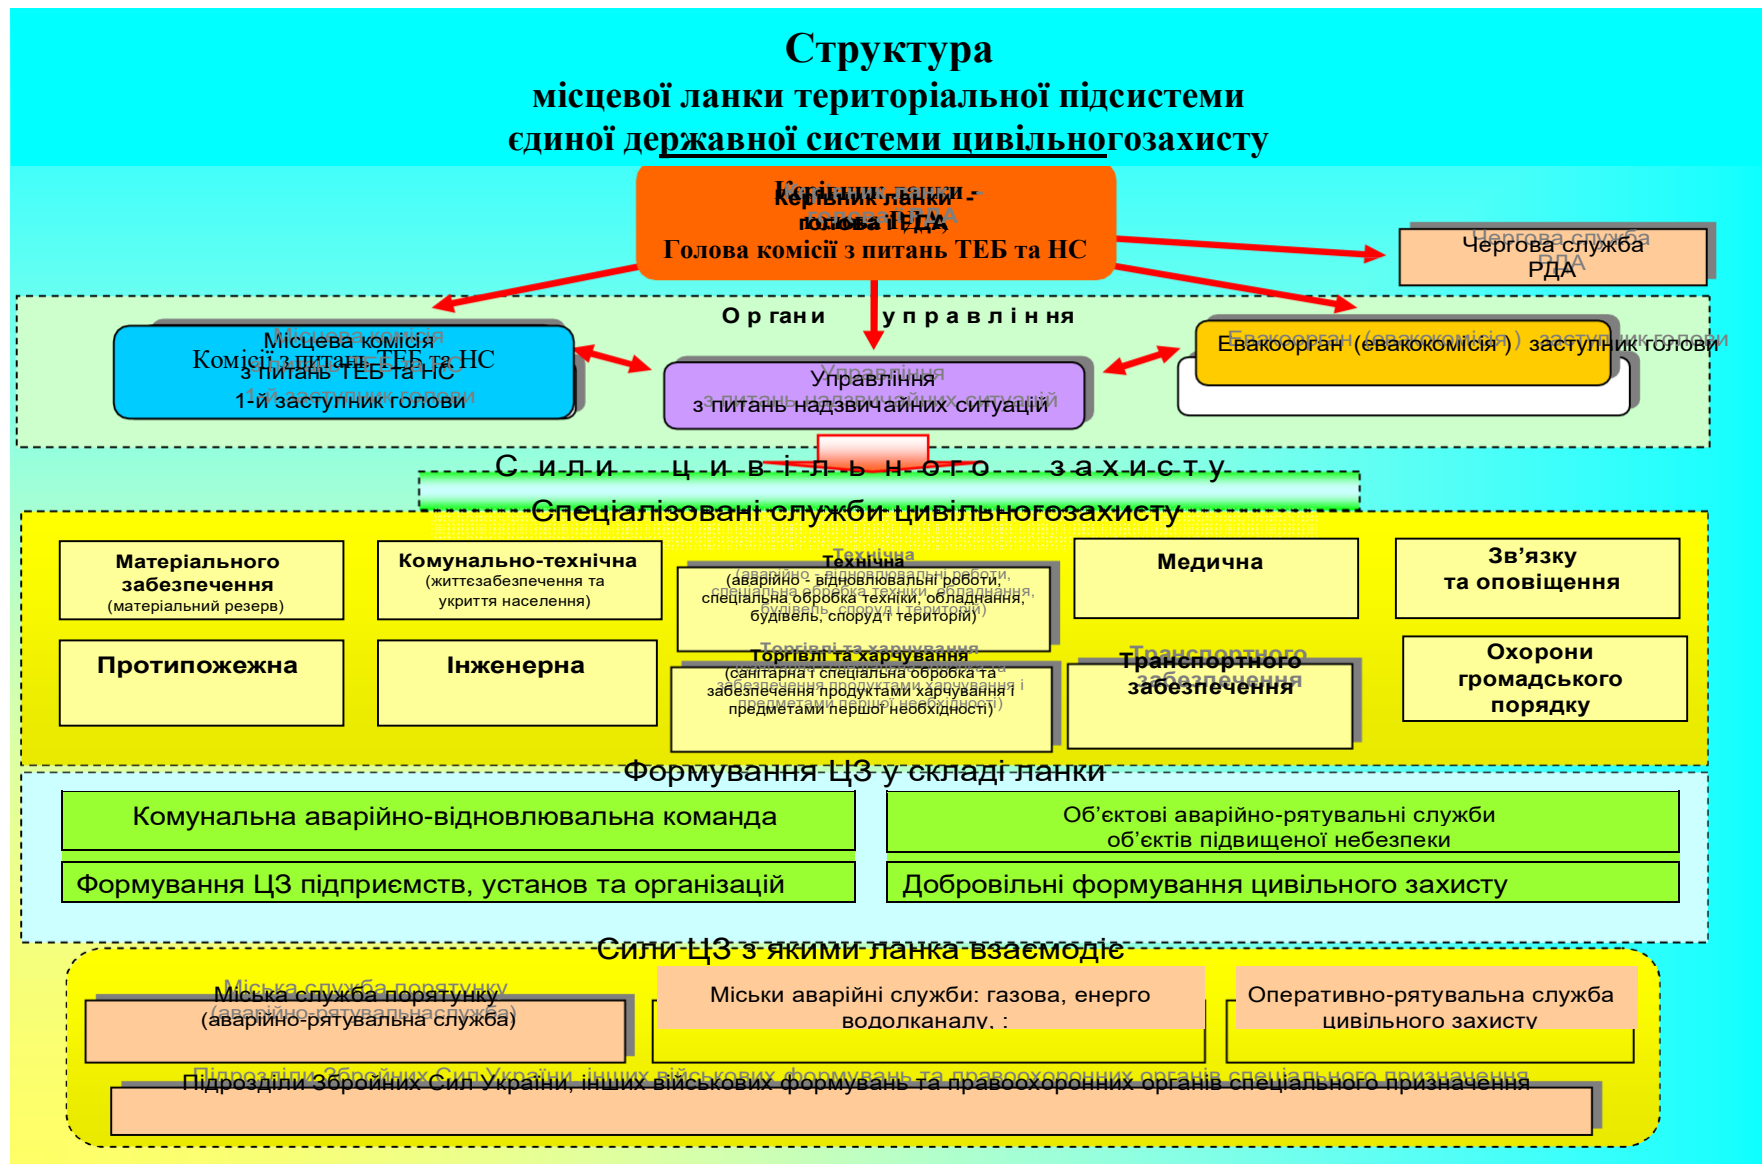 Структура
місцевої ланки територіальної підсистеми
єдиної державної системи цивільногозахисту
Керівник ланки -
голова РДА
Голова комісії з питань ТЕБ та НС
Чергова служба
РДА
Органи управління
Місцева комісія
Комісії з питань ТЕБ та НС
з питань ТЕБ та НС
1-й заступник голови
Управління
з питань надзвичайних ситуацій
Евакоорган (евакокомісія ) заступник голови
Сили цивільного захисту
Спеціалізовані служби цивільногозахисту
Матеріального
забезпечення
(матеріальний резерв)
Комунально-технічна
(життєзабезпечення та
укриття населення)
Технічна
(аварійно - відновлювальні роботи,
спеціальна обробка техніки, обладнання,
будівель, споруд і територій)
Медична
Зв’язку
та оповіщення
Протипожежна
Інженерна
Торгівлі та харчування
(санітарна і спеціальна обробка та
забезпечення продуктами харчування і
предметами першої необхідності)
Транспортного
забезпечення
Охорони
громадського
порядку
Формування ЦЗ у складі ланки
Комунальна аварійно-відновлювальна команда
Об’єктові аварійно-рятувальні служби
об’єктів підвищеної небезпеки
Формування ЦЗ підприємств, установ та організацій
Добровільні формування цивільного захисту
Сили ЦЗ з якими ланка взаємодіє
Міська служба порятунку
(аварійно-рятувальнаслужба)
Міськи аварійні служби: газова, енерго
водолканалу, :
Оперативно-рятувальна служба
цивільного захисту
Підрозділи Збройних Сил України, інших військових формувань та правоохоронних органів спеціального призначення